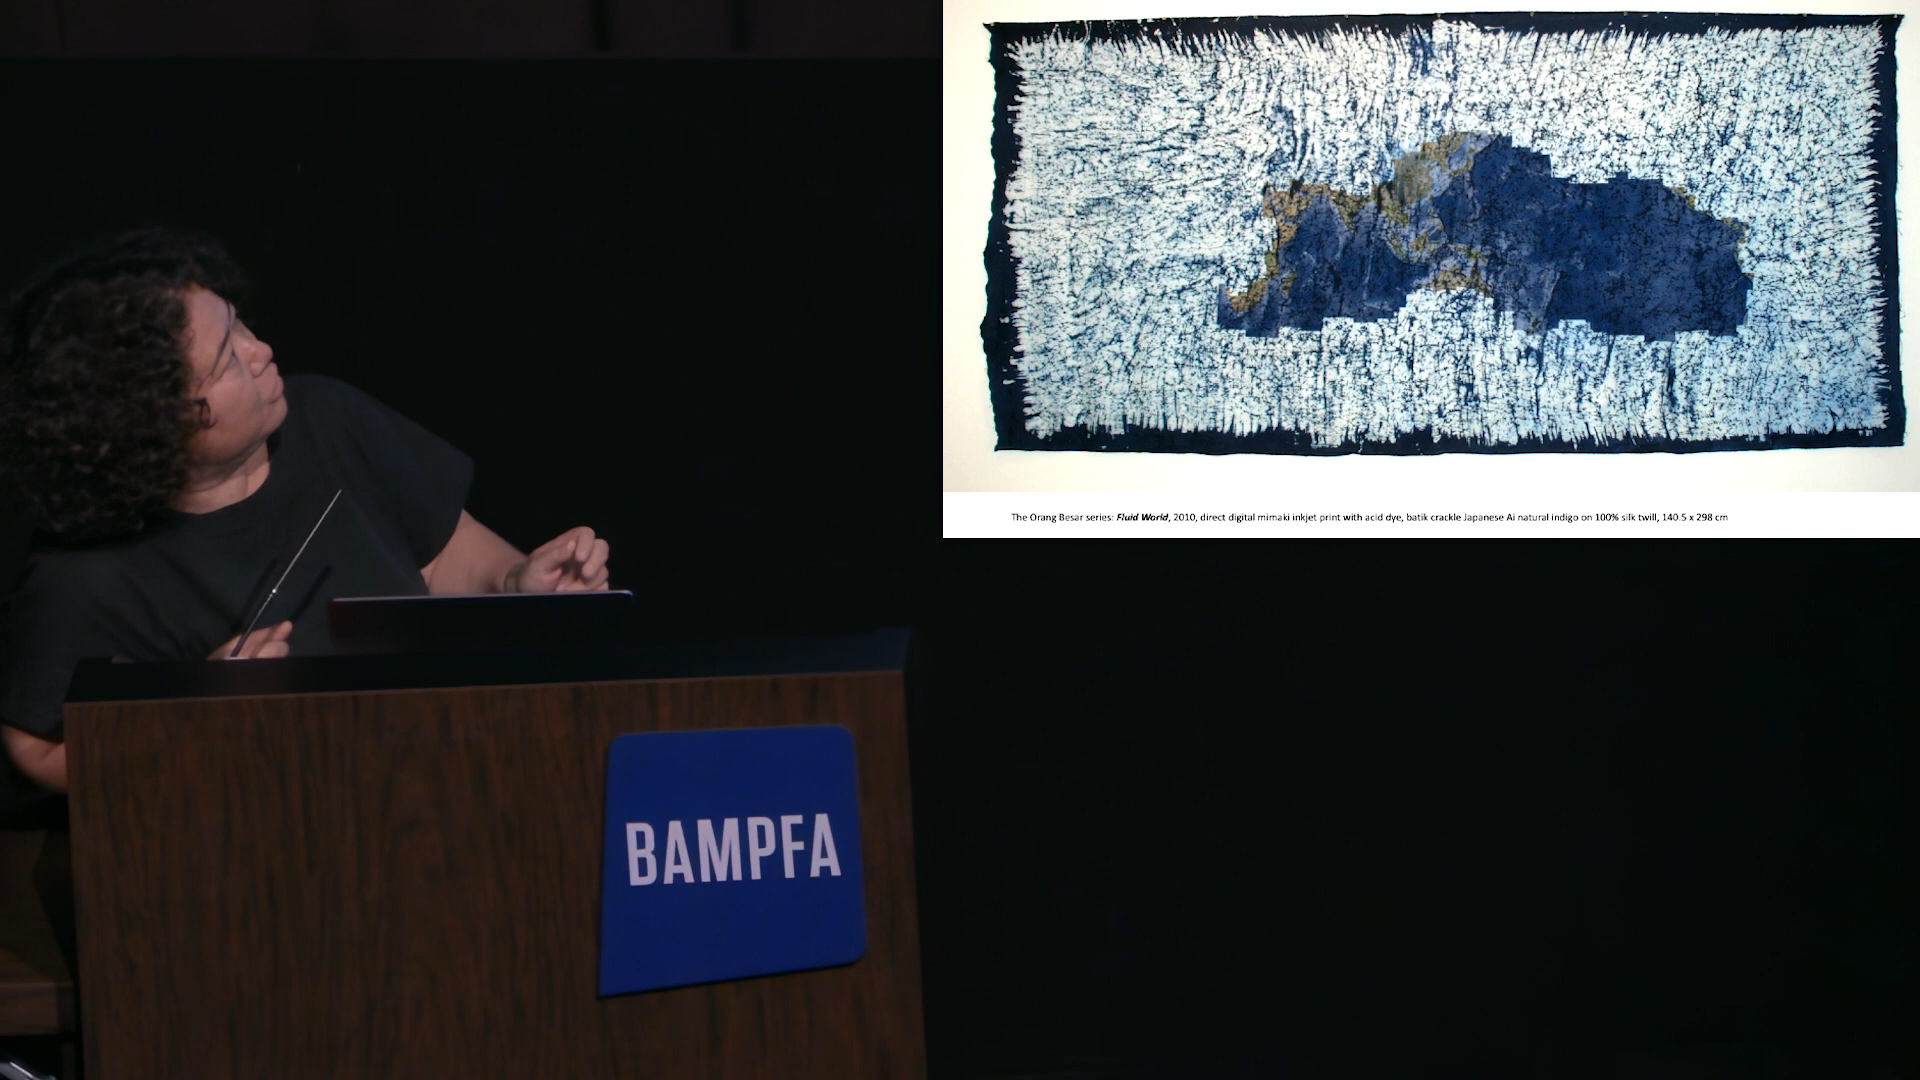 The Orang Besar series: Fluid World, 2010, direct digital mimaki inkjet print with acid dye, batik crackle Japanese Ai natural indigo on 100% silk twill, 140.5 x 298 cm
BAMPFA